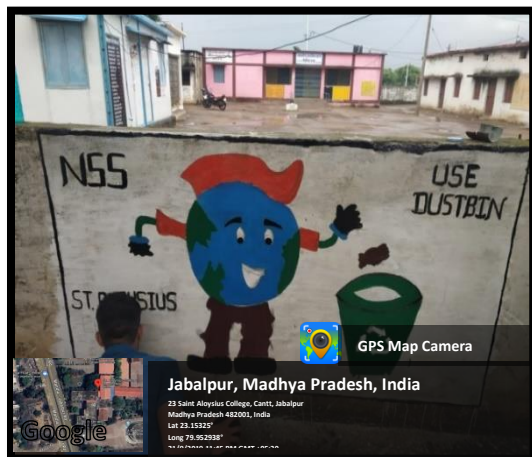 NSS
USE
DUSTBIN
ST.
GPS Map Camera
Jabalpur, Madhya Pradesh, India
23 Saint Aloysius College, Cantt, Jabalpur
Madhya Pradesh 482001, India
Lat 23.15325°
Long 79.952938°
Google